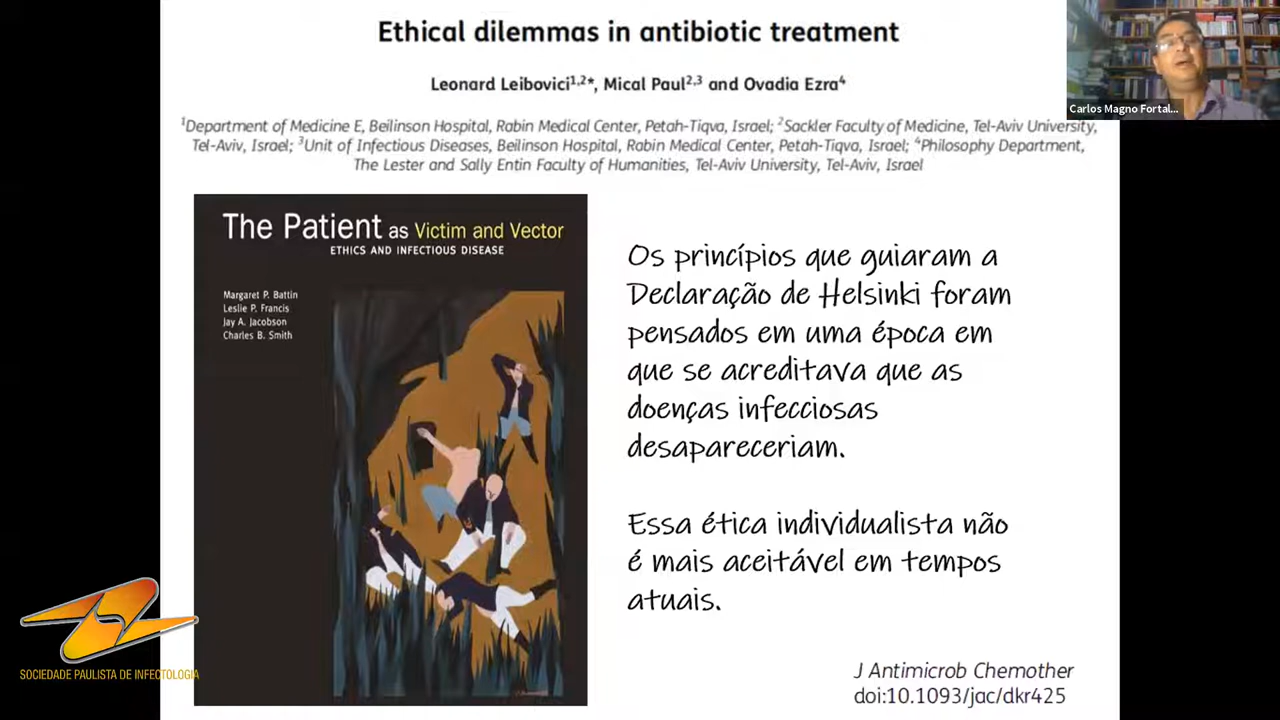 Ethical dilemmas in antibiotic treatment
Leonard Leibovici1,2*, Mical Paul2,3 and Ovadia Ezra4
1Department of Medicine E, Beilinson Hospital, Rabin Medical Center, Petah-Tiqva, Israel; 2Sackler Faculty of Medicine, Tel-Aviv University,
Tel-Aviv, Israel; 3Unit of Infectious Diseases, Beilinson Hospital, Rabin Medical Center, Petah-Tiqva, Israel; 4Philosophy Department,
The Lester and Sally Entin Faculty of Humanities, Tel-Aviv University, Tel-Aviv, Israel
Carlos Magno Fortal...
The Patient as Victim and Vector
ETHICS AND INFECTIOUS DISEASE
Margaret P. Battin
Leslie P. Francis
Jay A. Jacobson
Charles B. Smith
Os princípios que guiaram a
Declaração de Helsinki foram
pensados em uma época em
que se acreditava que as
doenças infecciosas
desapareceriam.
Essa ética individualista não
é mais aceitável em tempos
atuais.
J Antimicrob Chemother
doi:10.1093/jac/dkr425
SOCIEDADE PAULISTA DE INFECTOLOGIA